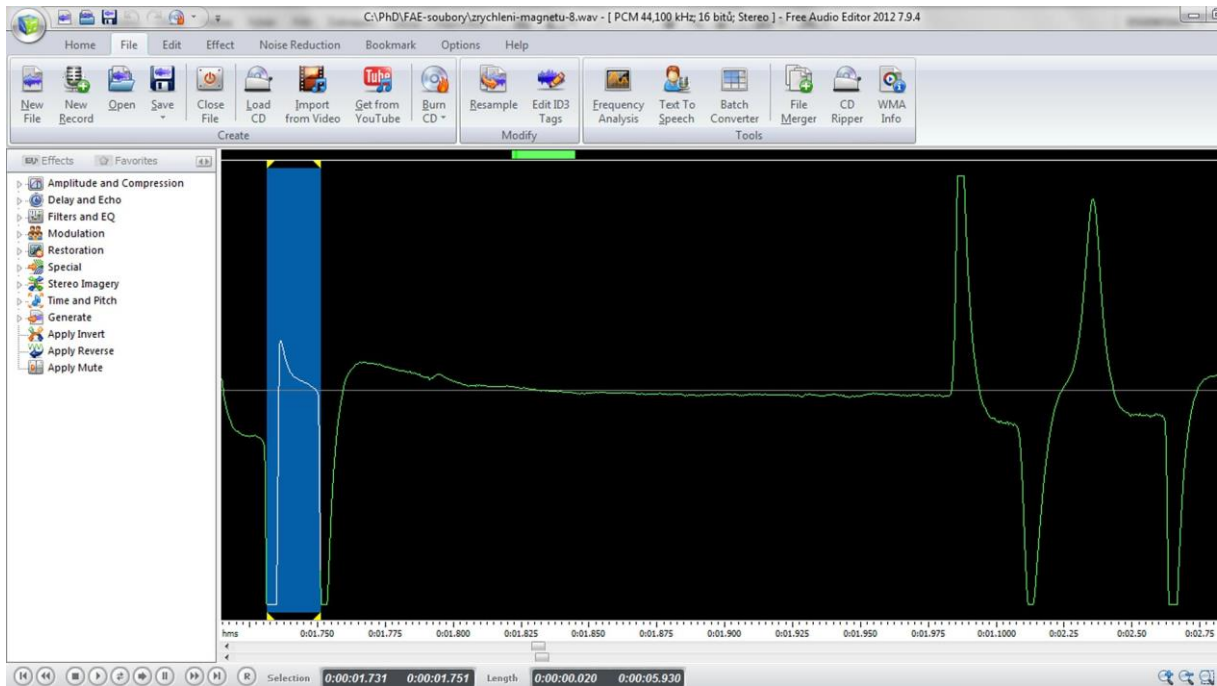 C:\PhD\FAE-soubory\zrychleni-magnetu-8.wav - [ PCM 44,100 kHz; 16 bitů; Stereo ] - Free Audio Editor 2012 7.9.4
Home File Edit Effect Noise Reduction Bookmark Options Help
New File
New Record
Open
Save
Close File
Load CD
Import from Video
Tube
Get from YouTube
Burn CD
Resample
Edit ID3 Tags
Frequency Analysis
Text To Speech
Batch Converter
File Merger
CD Ripper
WMA Info
Create Modify Tools
Effects Favorites
Amplitude and Compression
Delay and Echo
Filters and EQ
Modulation
Restoration
Special
Stereo Imagery
Time and Pitch
Generate
Apply Invert
Apply Reverse
Apply Mute
hms 0:01.750 0:01.775 0:01.800 0:01.825 0:01.850 0:01.875 0:01.900 0:01.925 0:01.950 0:01.975 0:01.1000 0:02.25 0:02.50 0:02.75
R Selection 0:00:01.731 0:00:01.751 Length 0:00:00.020 0:00:05.930